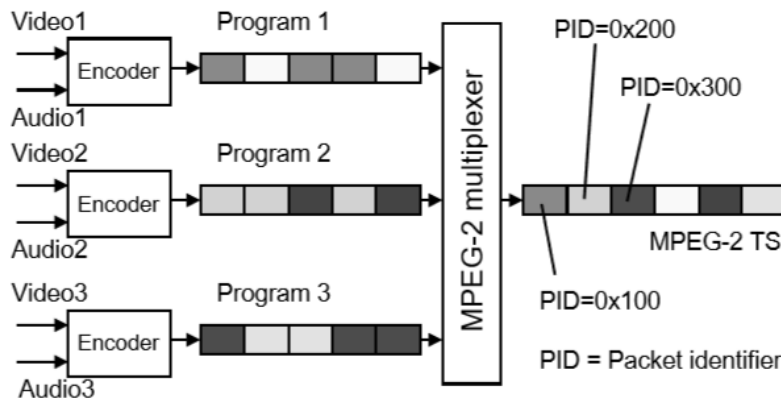 Video1
Program 1
Encoder
Audio1
Video2
Program 2
Encoder
Audio2
Video3
Program 3
Encoder
Audio3
MPEG-2 multiplexer
PID=0x200
PID=0x300
MPEG-2 TS
PID=0x100
PID = Packet identifier